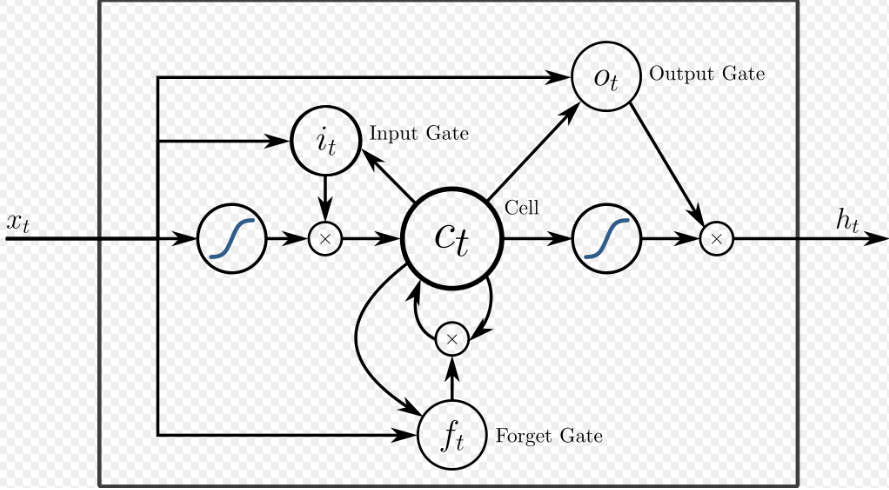 o_t Output Gate
i_t Input Gate
x_t
×
c_t Cell
×
h_t
×
f_t Forget Gate